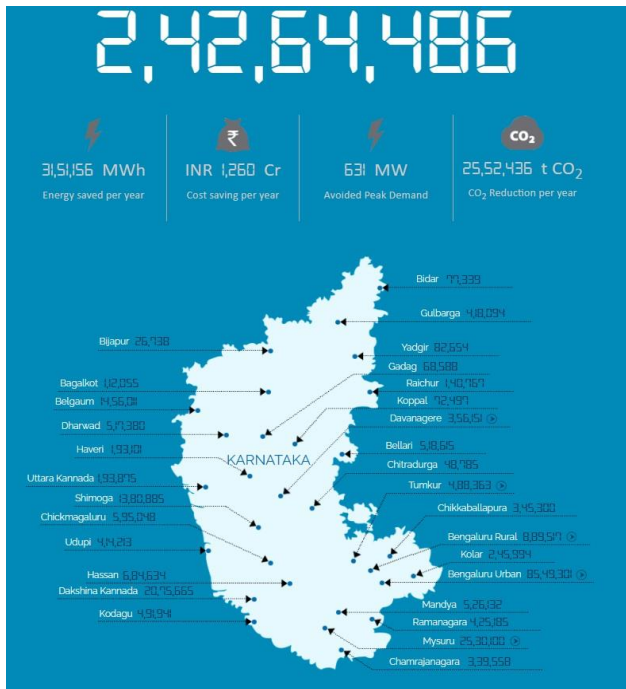 2,42,64,486
31,51,156 MWh
Energy saved per year
INR 1,260 Cr
Cost saving per year
631 MW
Avoided Peak Demand
CO2
25,52,436 t CO2
CO2 Reduction per year
Bidar 77,339
Gulbarga 4,18,094
Bijapur 26,738
Yadgir 82,654
Gadag 68,588
Bagalkot 1,12,055
Raichur 1,40,767
Belgaum 14,56,011
Koppal 72,497
Davanagere 3,56,151
Dharwad 5,17,380
Bellari 5,18,615
Haveri 1,93,101
KARNATAKA
Chitradurga 48,785
Uttara Kannada 1,93,875
Tumkur 4,88,363
Shimoga 13,80,885
Chikkaballapura 3,45,300
Chickmagaluru 5,95,048
Bengaluru Rural 8,89,517
Udupi 4,14,213
Kolar 2,45,994
Hassan 6,84,634
Bengaluru Urban 85,49,301
Dakshina Kannada 20,75,665
Mandya 5,26,132
Kodagu 4,91,941
Ramanagara 4,25,185
Mysuru 25,30,100
Chamrajanagara 3,39,558